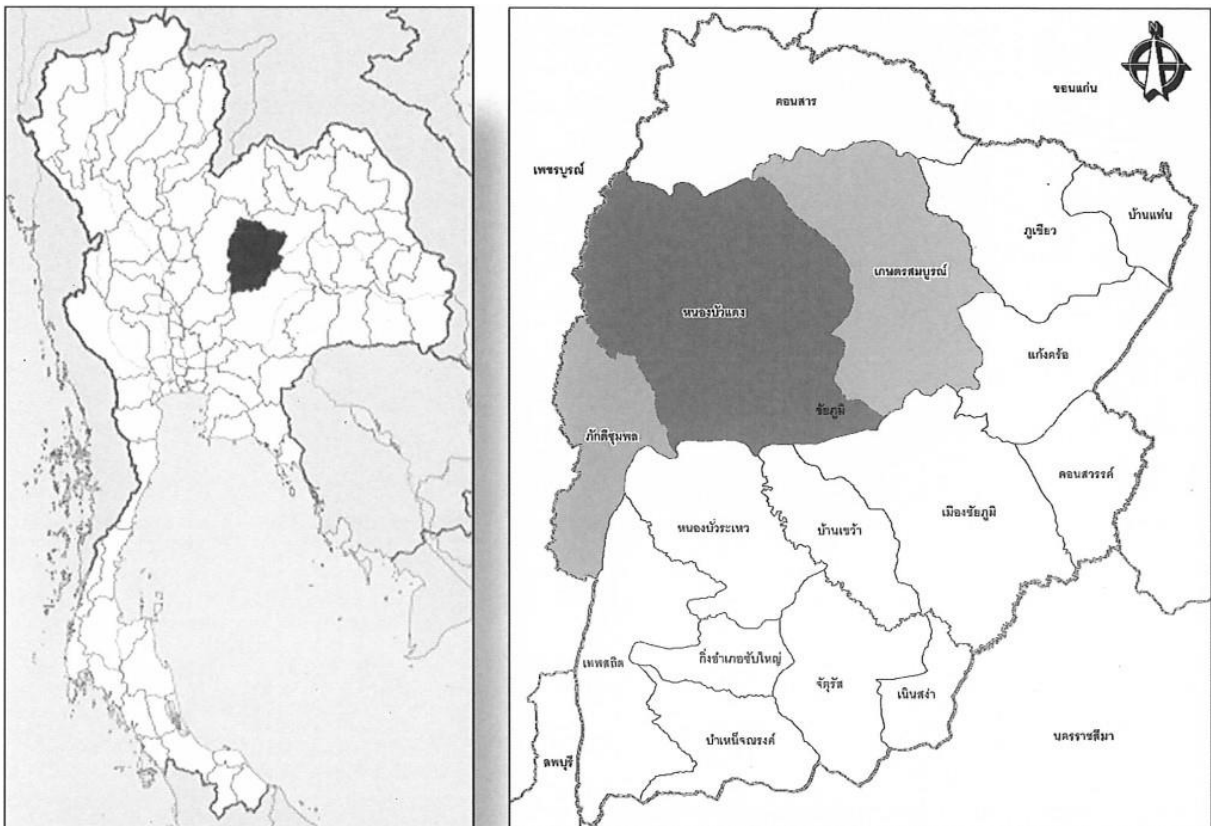 คอนสาร
ขอนแก่น
เพชรบูรณ์
บ้านแท่น
ภูเขียว
เกษตรสมบูรณ์
หนองบัวแดง
แก้งคร้อ
ชัยภูมิ
ภักดีชุมพล
คอนสวรรค์
เมืองชัยภูมิ
หนองบัวระเหว
บ้านเขว้า
เทพสถิต
กิ่งอำเภอซับใหญ่
จัตุรัส
เนินสง่า
บำเหน็จณรงค์
นครราชสีมา
ลพบุรี